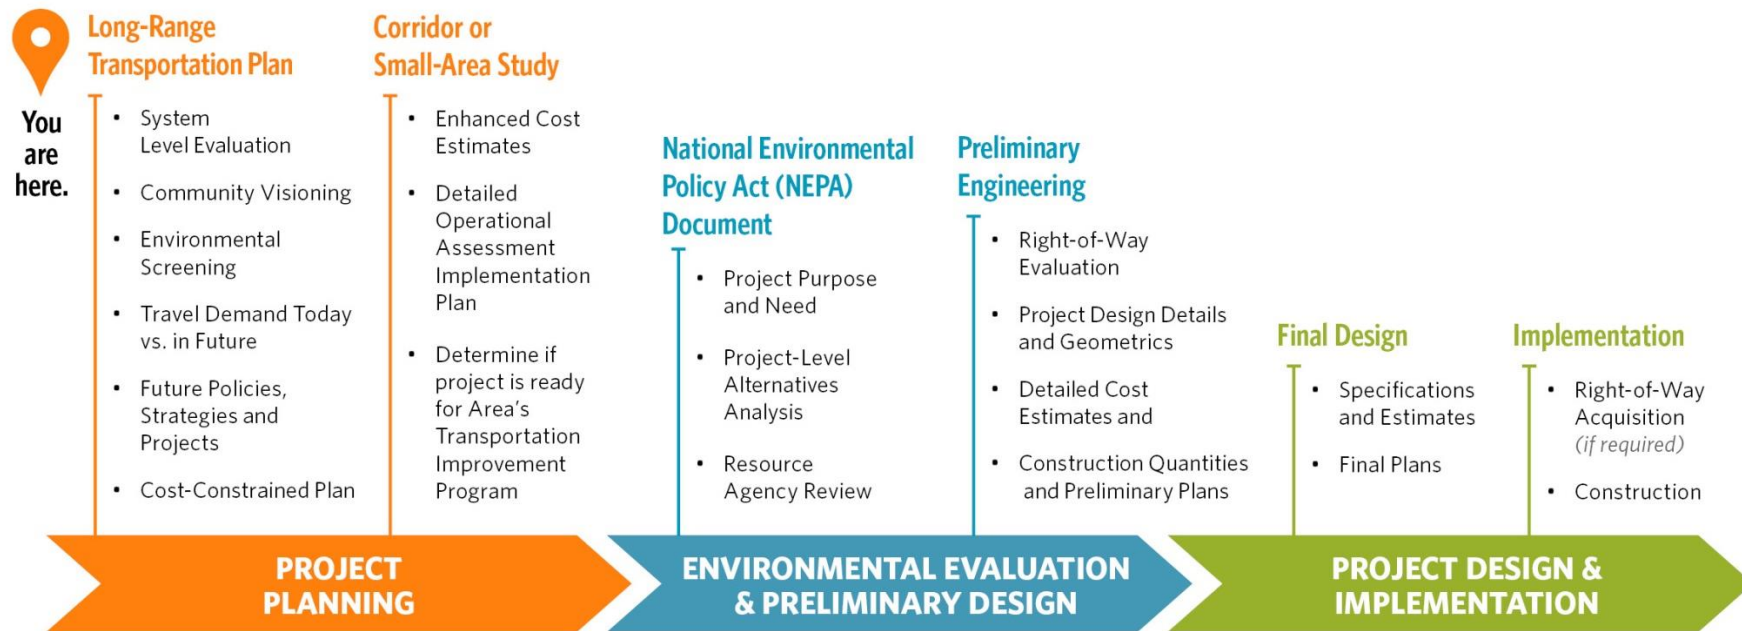 You
are
here.
Long-Range
Transportation Plan
• System
Level Evaluation
• Community Visioning
• Environmental
Screening
• Travel Demand Today
vs. in Future
• Future Policies,
Strategies and
Projects
• Cost-Constrained Plan
Corridor or
Small-Area Study
• Enhanced Cost
Estimates
• Detailed
Operational
Assessment
Implementation
Plan
• Determine if
project is ready
for Area’s
Transportation
Improvement
Program
National Environmental
Policy Act (NEPA)
Document
• Project Purpose
and Need
• Project-Level
Alternatives
Analysis
• Resource
Agency Review
Preliminary
Engineering
• Right-of-Way
Evaluation
• Project Design Details
and Geometrics
• Detailed Cost
Estimates and
• Construction Quantities
and Preliminary Plans
Final Design
• Specifications
and Estimates
• Final Plans
Implementation
• Right-of-Way
Acquisition
(if required)
• Construction
PROJECT
PLANNING
ENVIRONMENTAL EVALUATION
& PRELIMINARY DESIGN
PROJECT DESIGN &
IMPLEMENTATION